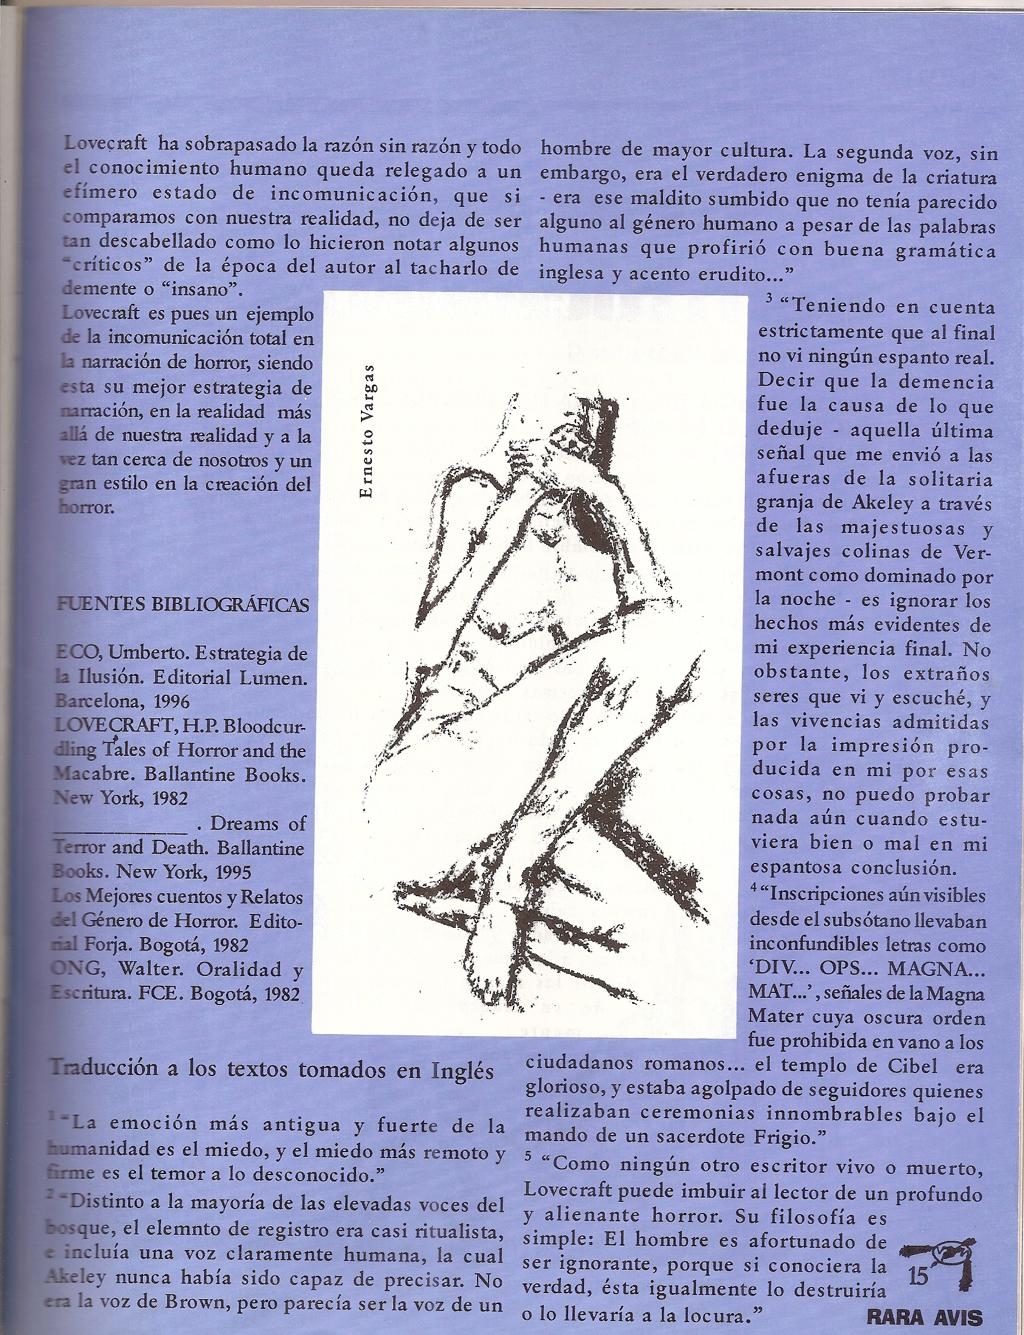 Lovecraft ha sobrapasado la razón sin razón y todo
el conocimiento humano queda relegado a un
efímero estado de incomunicación, que si
comparamos con nuestra realidad, no deja de ser
tan descabellado como lo hicieron notar algunos
"críticos" de la época del autor al tacharlo de
demente o "insano".
Lovecraft es pues un ejemplo
de la incomunicación total en
la narración de horror, siendo
esta su mejor estrategia de
narración, en la realidad más
allá de nuestra realidad y a la
vez tan cerca de nosotros y un
gran estilo en la creación del
horror.
FUENTES BIBLIOGRÁFICAS
ECO, Umberto. Estrategia de
la Ilusión. Editorial Lumen.
Barcelona, 1996
LOVECRAFT, H.P. Bloodcur-
dling Tales of Horror and the
Macabre. Ballantine Books.
New York, 1982
______________ . Dreams of
Terror and Death. Ballantine
Books. New York, 1995
Los Mejores cuentos y Relatos
del Género de Horror. Edito-
rial Forja. Bogotá, 1982
ONG, Walter. Oralidad y
Escritura. FCE. Bogotá, 1982
Traducción a los textos tomados en Inglés
1 "La emoción más antigua y fuerte de la
humanidad es el miedo, y el miedo más remoto y
firme es el temor a lo desconocido."
2 "Distinto a la mayoría de las elevadas voces del
bosque, el elemnto de registro era casi ritualista,
e incluía una voz claramente humana, la cual
Akeley nunca había sido capaz de precisar. No
era la voz de Brown, pero parecía ser la voz de un
hombre de mayor cultura. La segunda voz, sin
embargo, era el verdadero enigma de la criatura
- era ese maldito sumbido que no tenía parecido
alguno al género humano a pesar de las palabras
humanas que profirió con buena gramática
inglesa y acento erudito..."
Ernesto Vargas
3 "Teniendo en cuenta
estrictamente que al final
no vi ningún espanto real.
Decir que la demencia
fue la causa de lo que
deduje - aquella última
señal que me envió a las
afueras de la solitaria
granja de Akeley a través
de las majestuosas y
salvajes colinas de Ver-
mont como dominado por
la noche - es ignorar los
hechos más evidentes de
mi experiencia final. No
obstante, los extraños
seres que vi y escuché, y
las vivencias admitidas
por la impresión pro-
ducida en mi por esas
cosas, no puedo probar
nada aún cuando estu-
viera bien o mal en mi
espantosa conclusión.
4 "Inscripciones aún visibles
desde el subsótano llevaban
inconfundibles letras como
'DIV... OPS... MAGNA...
MAT...', señales de la Magna
Mater cuya oscura orden
fue prohibida en vano a los
ciudadanos romanos... el templo de Cibel era
glorioso, y estaba agolpado de seguidores quienes
realizaban ceremonias innombrables bajo el
mando de un sacerdote Frigio."
5 "Como ningún otro escritor vivo o muerto,
Lovecraft puede imbuir al lector de un profundo
y alienante horror. Su filosofía es
simple: El hombre es afortunado de
ser ignorante, porque si conociera la
verdad, ésta igualmente lo destruiría
o lo llevaría a la locura."
15
RARA AVIS